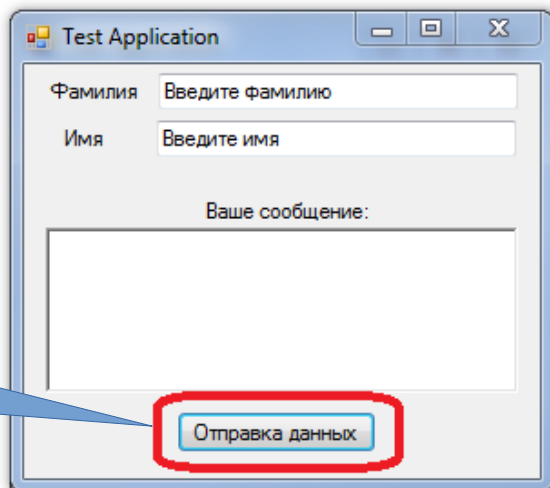 Test Application
Фамилия Введите фамилию
Имя Введите имя
Ваше сообщение:
Отправка данных